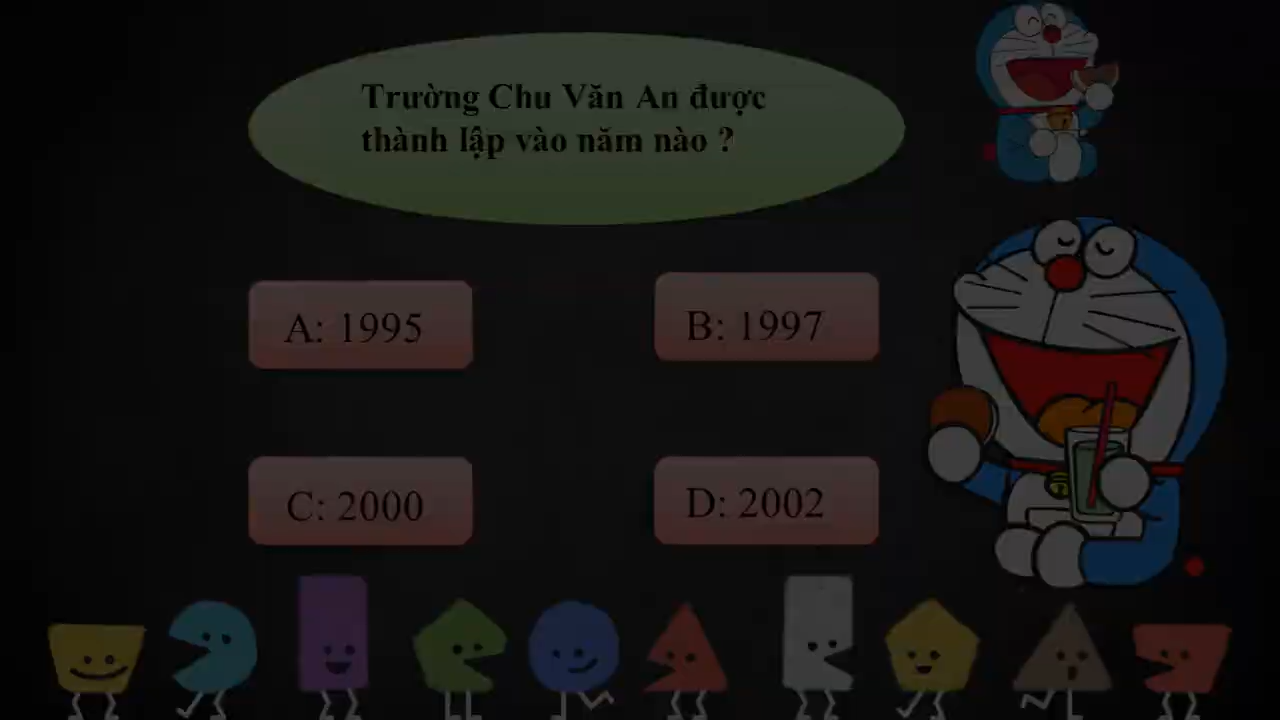 Trường Chu Văn An được
thành lập vào năm nào ?
A: 1995
B: 1997
C: 2000
D: 2002